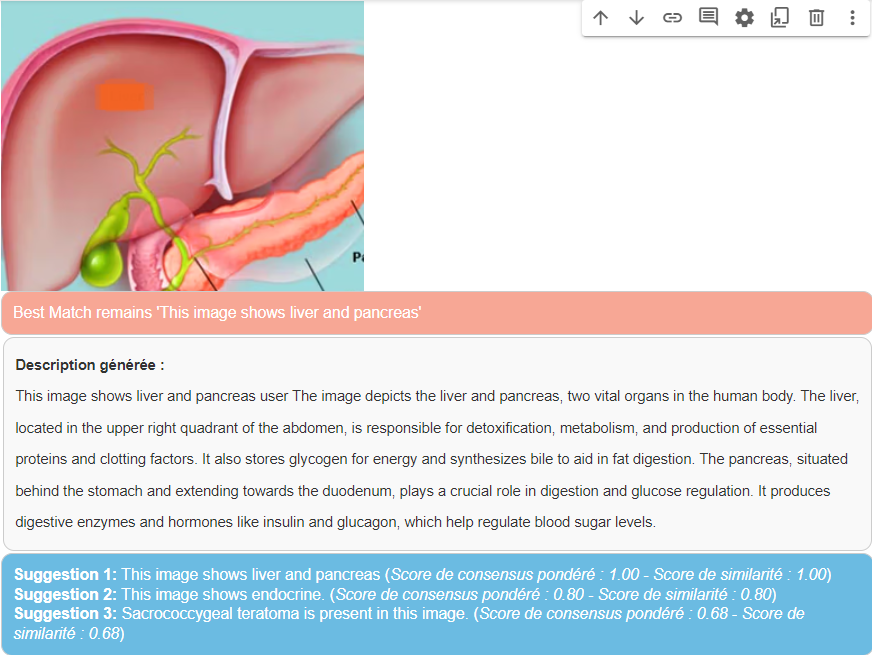 Pa
Best Match remains 'This image shows liver and pancreas'
Description générée :
This image shows liver and pancreas user The image depicts the liver and pancreas, two vital organs in the human body. The liver,
located in the upper right quadrant of the abdomen, is responsible for detoxification, metabolism, and production of essential
proteins and clotting factors. It also stores glycogen for energy and synthesizes bile to aid in fat digestion. The pancreas, situated
behind the stomach and extending towards the duodenum, plays a crucial role in digestion and glucose regulation. It produces
digestive enzymes and hormones like insulin and glucagon, which help regulate blood sugar levels.
Suggestion 1: This image shows liver and pancreas (Score de consensus pondéré : 1.00 - Score de similarité : 1.00)
Suggestion 2: This image shows endocrine. (Score de consensus pondéré : 0.80 - Score de similarité : 0.80)
Suggestion 3: Sacrococcygeal teratoma is present in this image. (Score de consensus pondéré : 0.68 - Score de
similarité : 0.68)